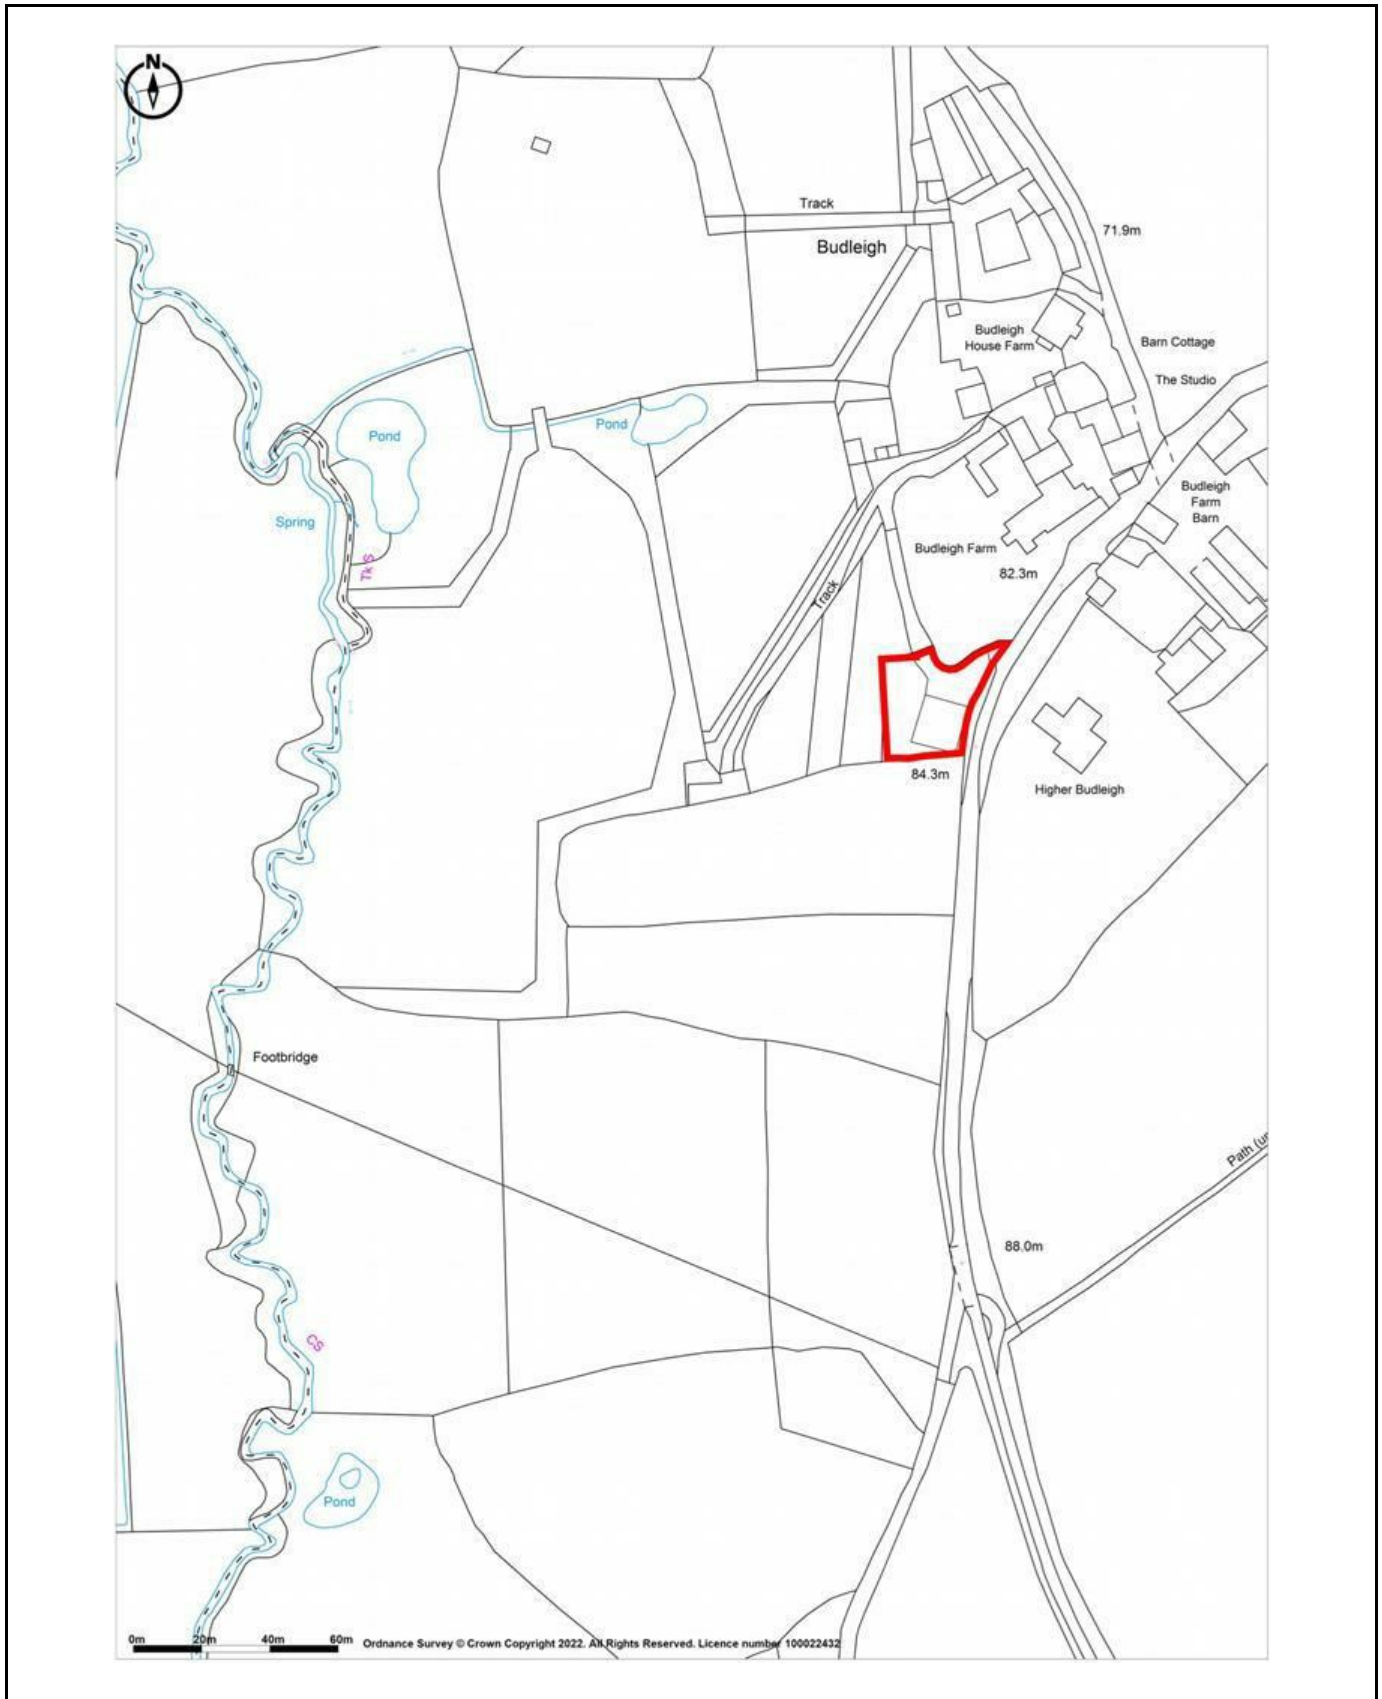 N
Track
Budleigh
71.9m
Budleigh
House Farm
Barn Cottage
The Studio
Pond
Pond
Budleigh
Farm
Barn
Spring
Budleigh Farm
Tk S
82.3m
Track
84.3m
Higher Budleigh
Footbridge
Path (un
88.0m
CS
Pond
0m 20m 40m 60m
Ordnance Survey © Crown Copyright 2022. All Rights Reserved. Licence number 100022432